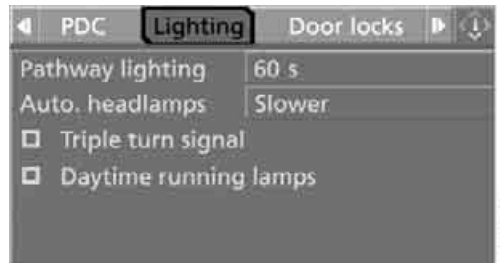 PDC Lighting Door locks
Pathway lighting 60 s
Auto. headlamps Slower
Triple turn signal
Daytime running lamps